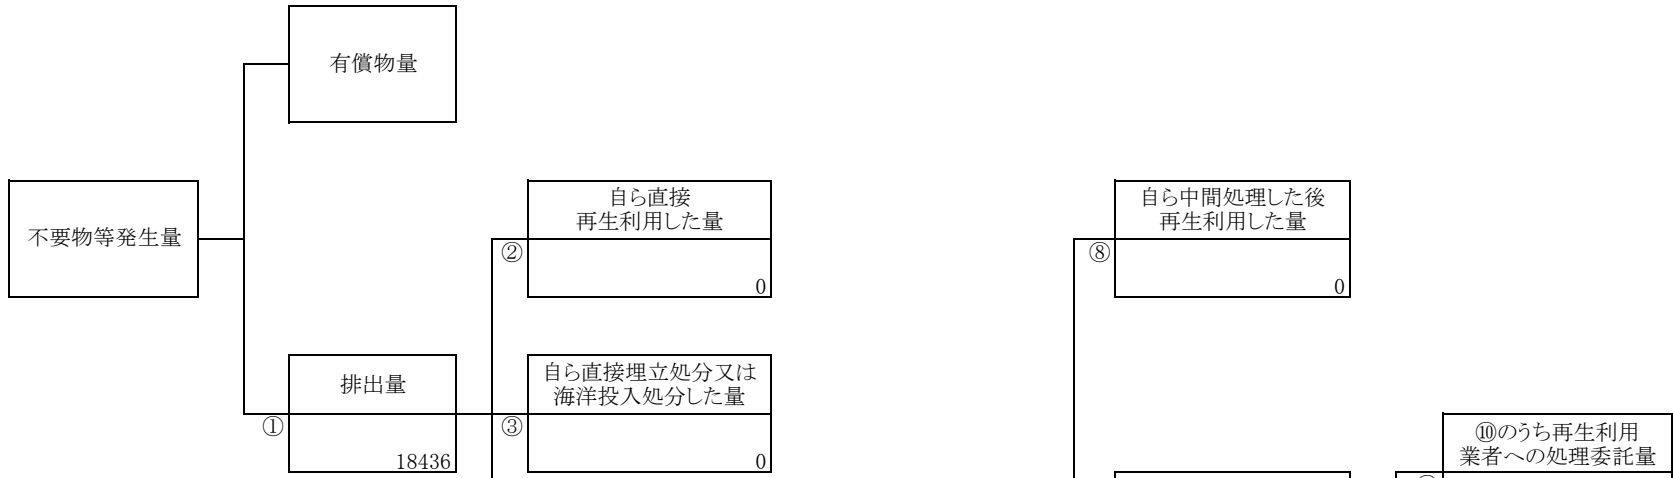 有償物量
不要物等発生量
自ら直接
再生利用した量
②
0
自ら中間処理した後
再生利用した量
⑧
0
排出量
①
18436
自ら直接埋立処分又は
海洋投入処分した量
③
0
⑩のうち再生利用
業者への処理委託量